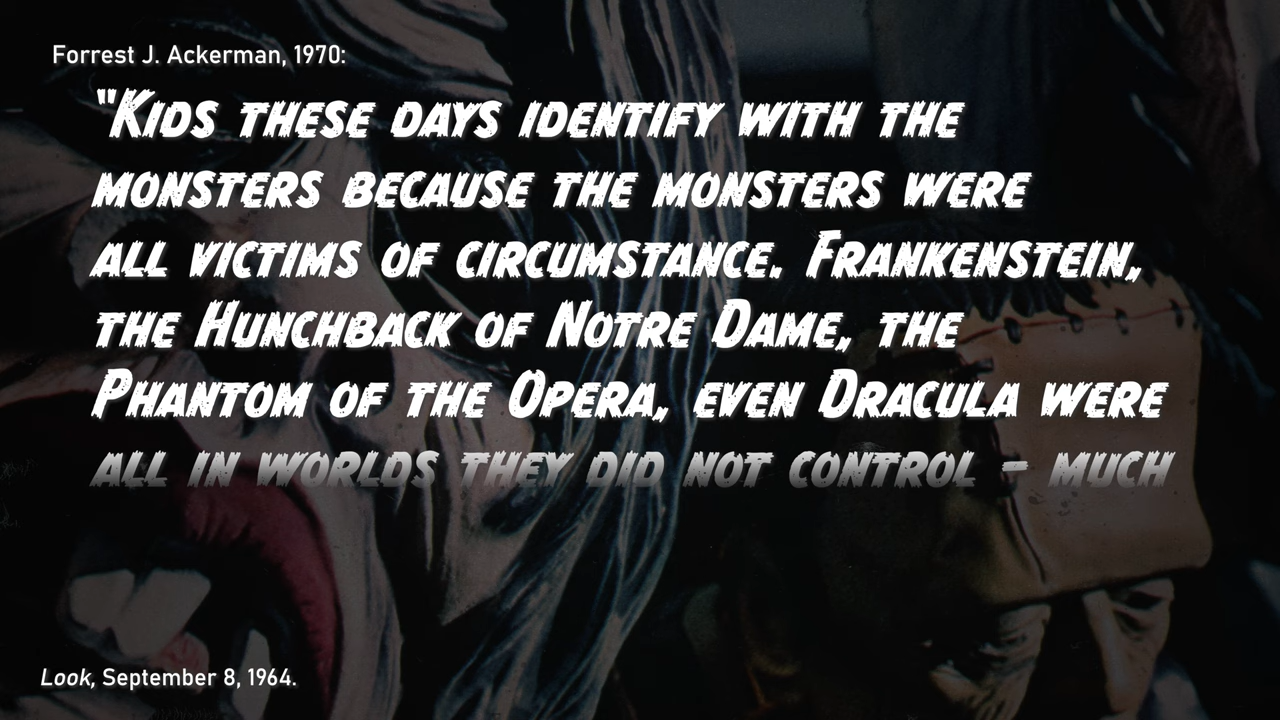 Forrest J. Ackerman, 1970:
"Kids these days identify with the
monsters because the monsters were
all victims of circumstance. Frankenstein,
the Hunchback of Notre Dame, the
Phantom of the Opera, even Dracula were
all in worlds they did not control – much
Look, September 8, 1964.